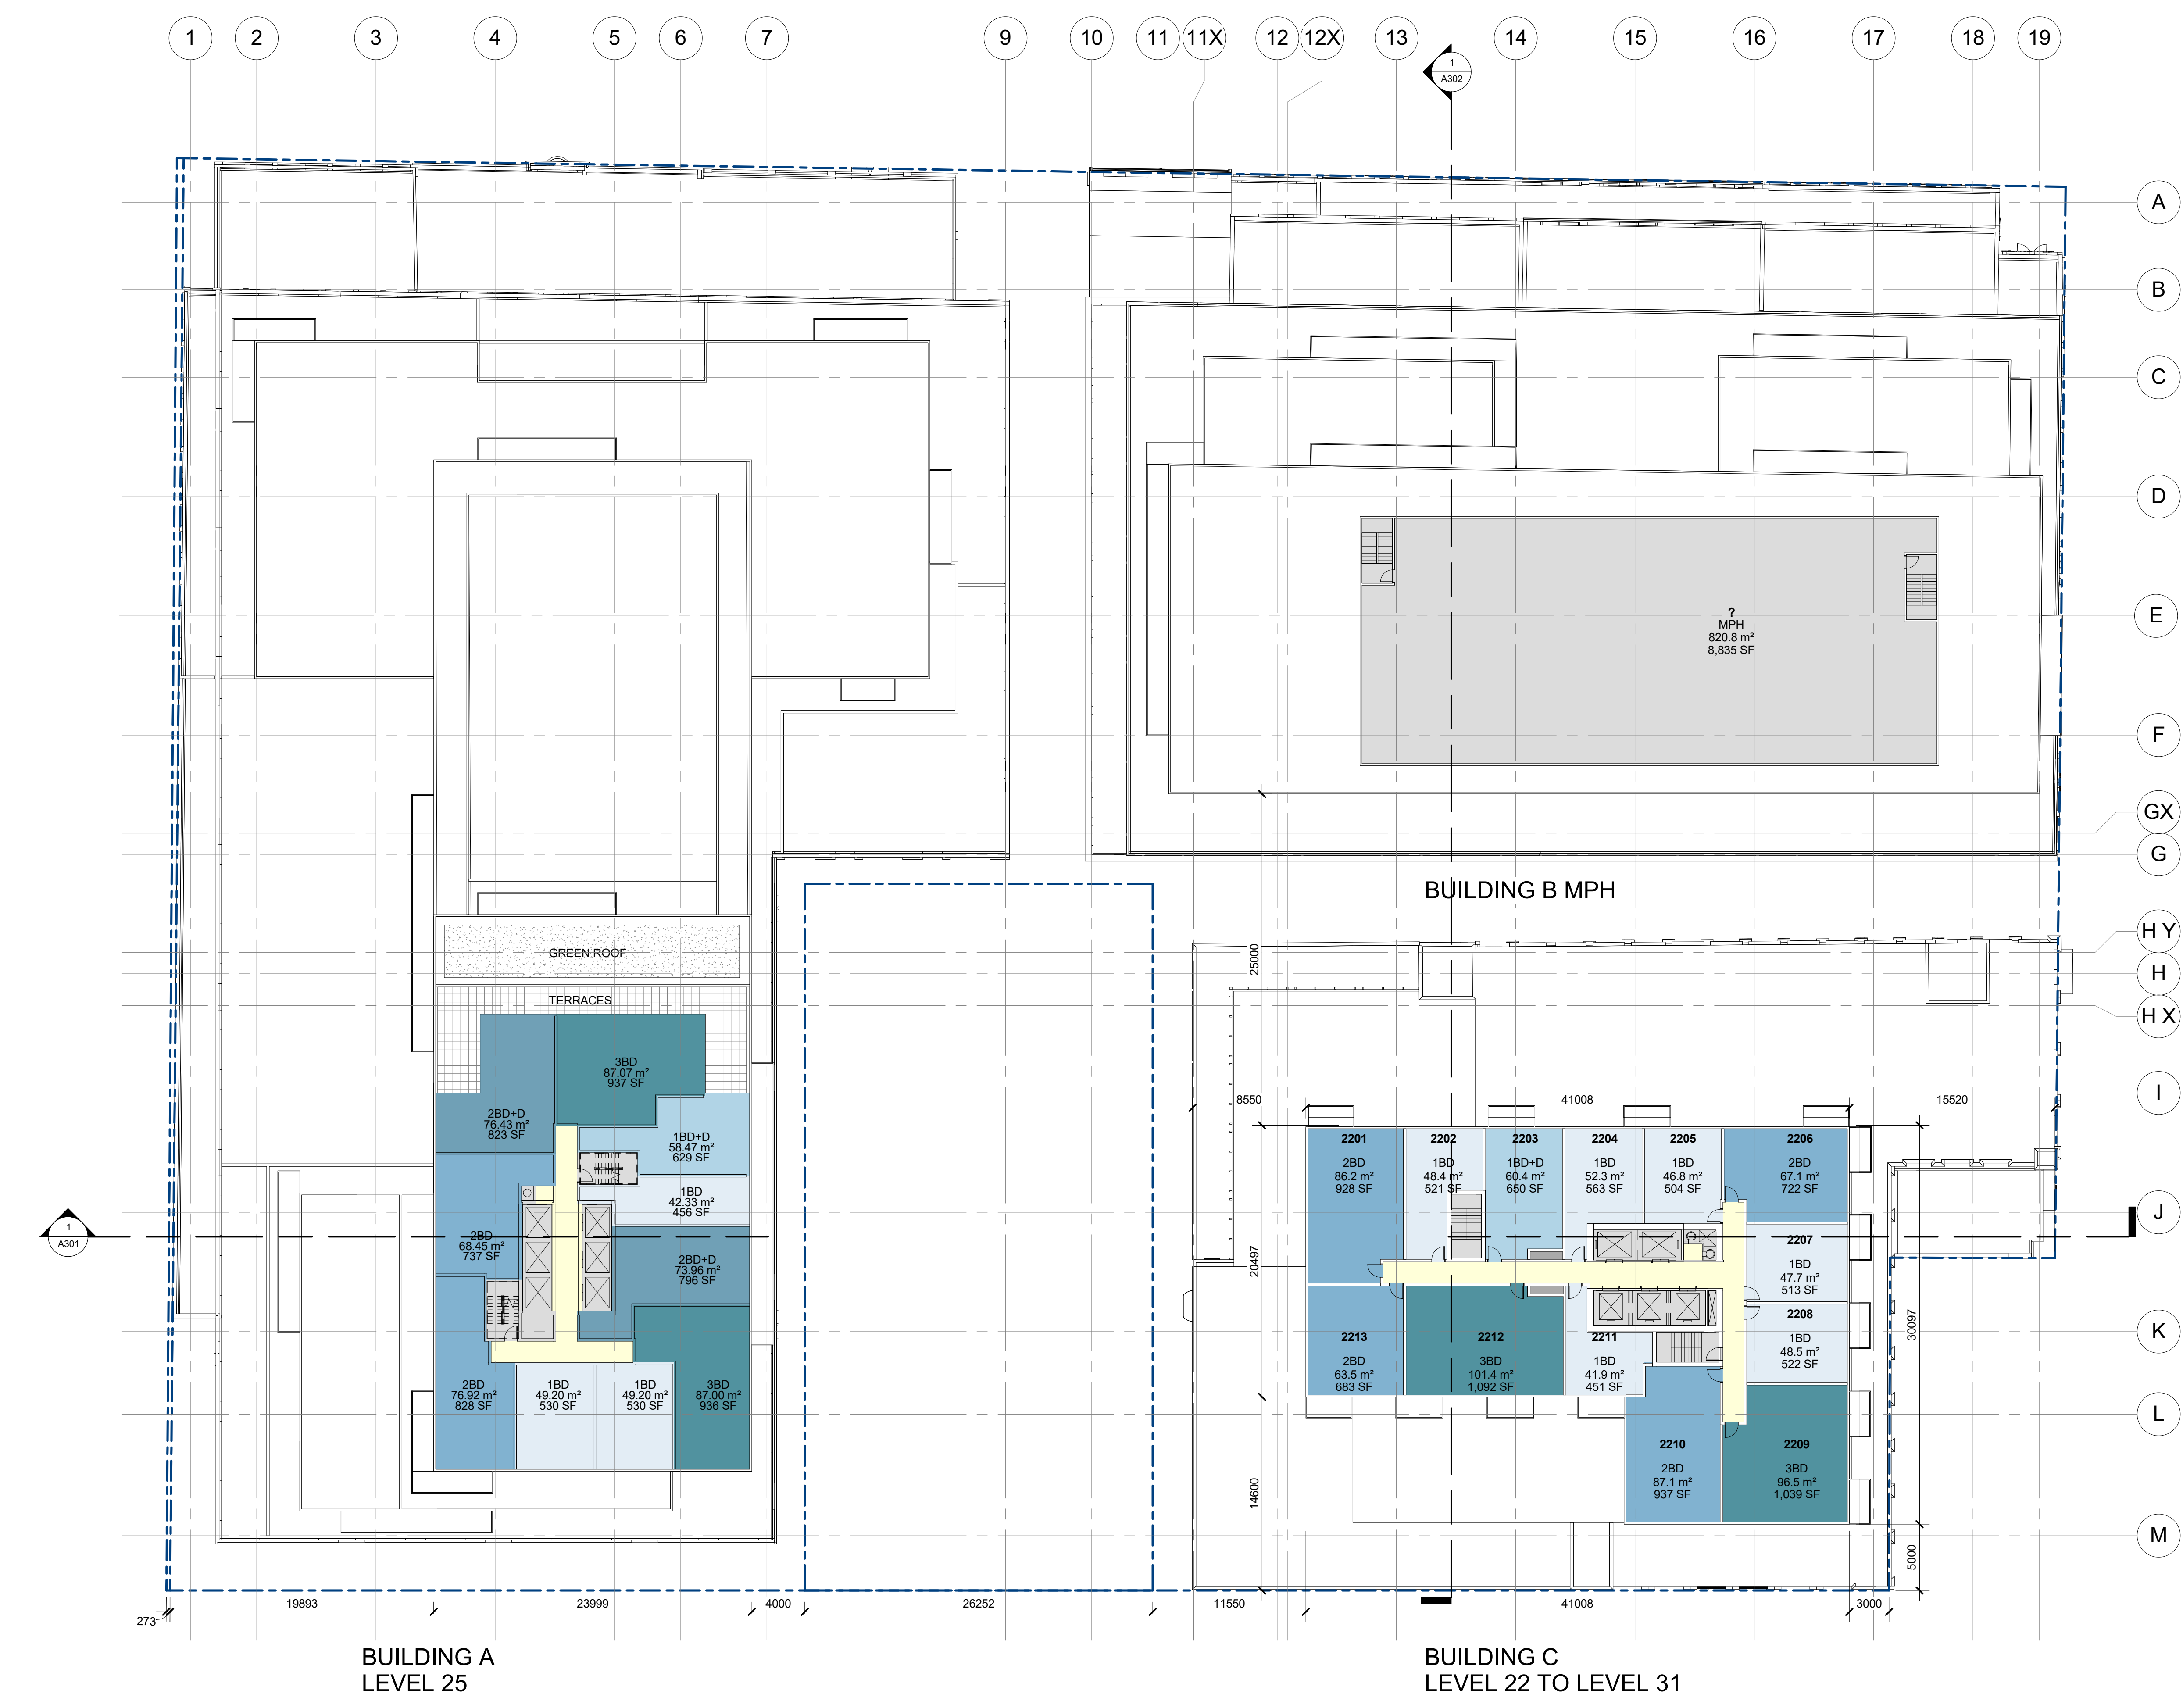 1
2
3
4
5
6
7
9
10
11
11X
12
12X
13
14
15
16
17
18
19
1
A302
A
B
C
D
E
F
GX
G
H Y
H
H X
I
J
K
L
M
?
MPH
820.8 m²
8,835 SF
BUILDING B MPH
25000
GREEN ROOF
TERRACES
3BD
87.07 m²
937 SF
2BD+D
76.43 m²
823 SF
1BD+D
58.47 m²
629 SF
1BD
42.33 m²
456 SF
2BD
68.45 m²
737 SF
2BD+D
73.96 m²
796 SF
2BD
76.92 m²
828 SF
1BD
49.20 m²
530 SF
1BD
49.20 m²
530 SF
3BD
87.00 m²
936 SF
1
A301
8550
41008
15520
2201
2BD
86.2 m²
928 SF
2202
1BD
48.4 m²
521 SF
2203
1BD+D
60.4 m²
650 SF
2204
1BD
52.3 m²
563 SF
2205
1BD
46.8 m²
504 SF
2206
2BD
67.1 m²
722 SF
2207
1BD
47.7 m²
513 SF
2208
1BD
48.5 m²
522 SF
2213
2BD
63.5 m²
683 SF
2212
3BD
101.4 m²
1,092 SF
2211
1BD
41.9 m²
451 SF
2210
2BD
87.1 m²
937 SF
2209
3BD
96.5 m²
1,039 SF
20497
30097
14600
5000
273
19893
23999
4000
26252
11550
41008
3000
BUILDING A
LEVEL 25
BUILDING C
LEVEL 22 TO LEVEL 31